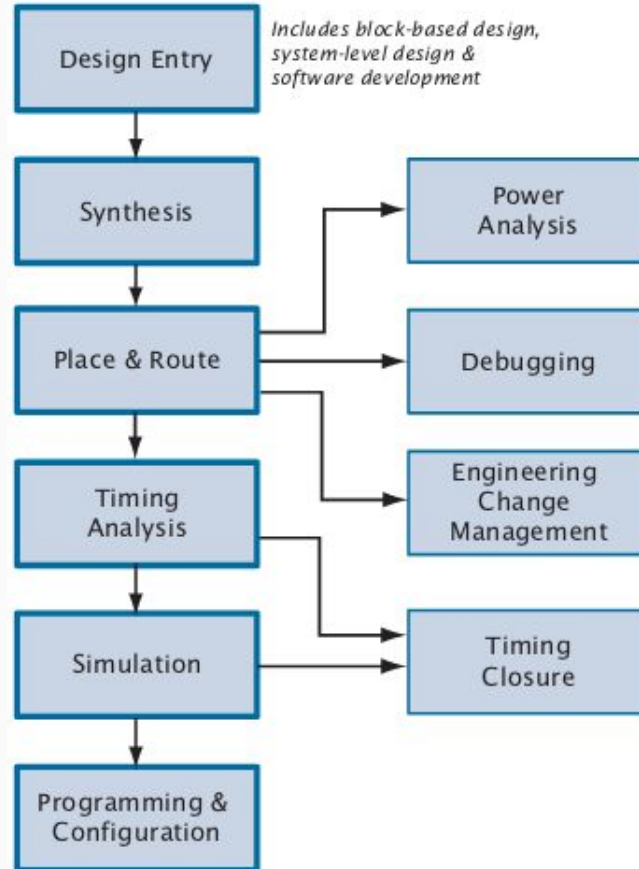 Design Entry
Includes block-based design,
system-level design &
software development
Synthesis
Power
Analysis
Place & Route
Debugging
Timing
Analysis
Engineering
Change
Management
Simulation
Timing
Closure
Programming &
Configuration